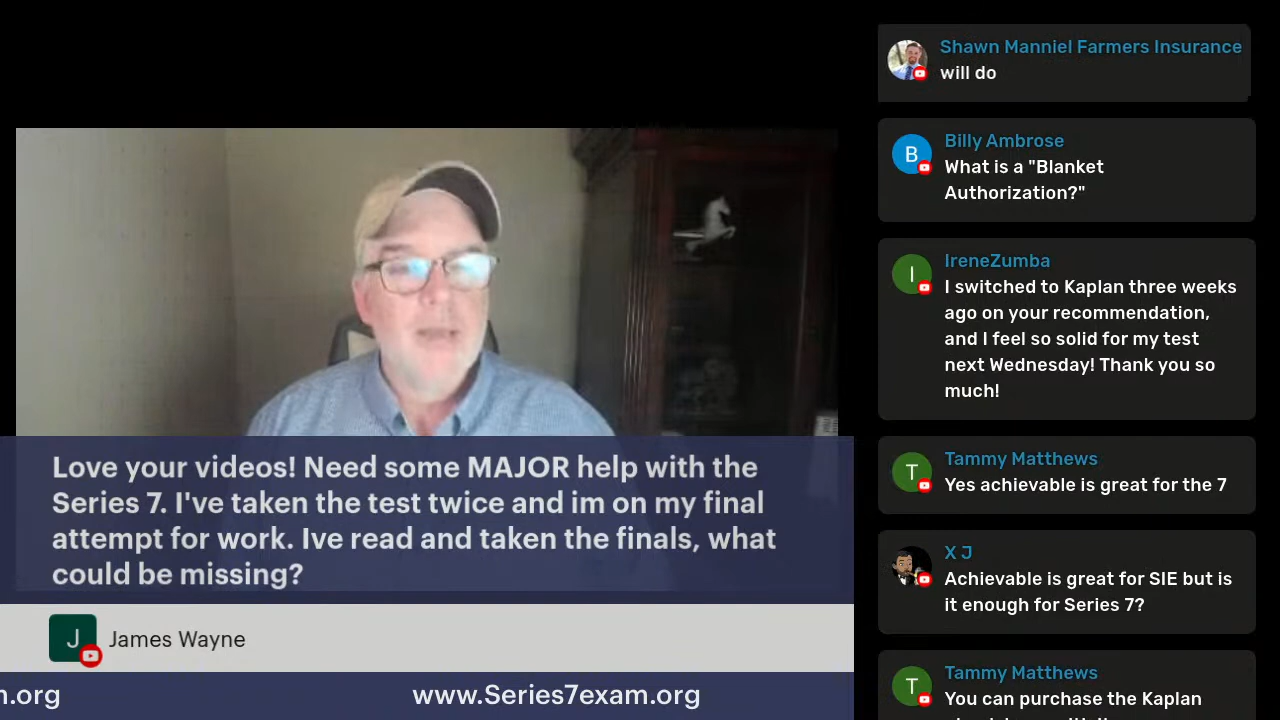 Love your videos! Need some MAJOR help with the
Series 7. I've taken the test twice and im on my final
attempt for work. Ive read and taken the finals, what
could be missing?
J
James Wayne
m.org
www.Series7exam.org
Shawn Manniel Farmers Insurance
will do
B
Billy Ambrose
What is a "Blanket
Authorization?"
I
IreneZumba
I switched to Kaplan three weeks
ago on your recommendation,
and I feel so solid for my test
next Wednesday! Thank you so
much!
T
Tammy Matthews
Yes achievable is great for the 7
X J
Achievable is great for SIE but is
it enough for Series 7?
T
Tammy Matthews
You can purchase the Kaplan